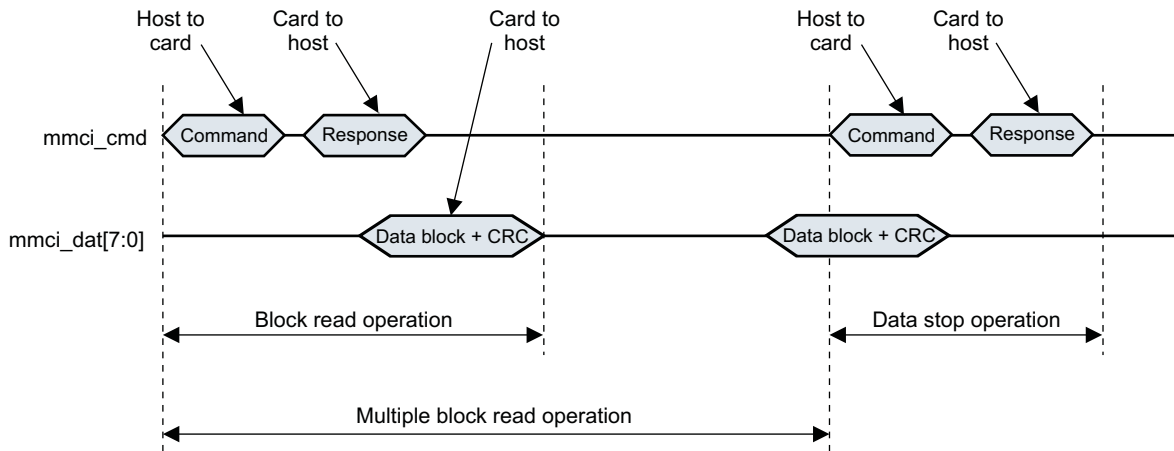 Host to
card
Card to
host
Card to
host
Host to
card
Card to
host
mmci_cmd
Command
Response
Command
Response
mmci_dat[7:0]
Data block + CRC
Data block + CRC
Block read operation
Data stop operation
Multiple block read operation